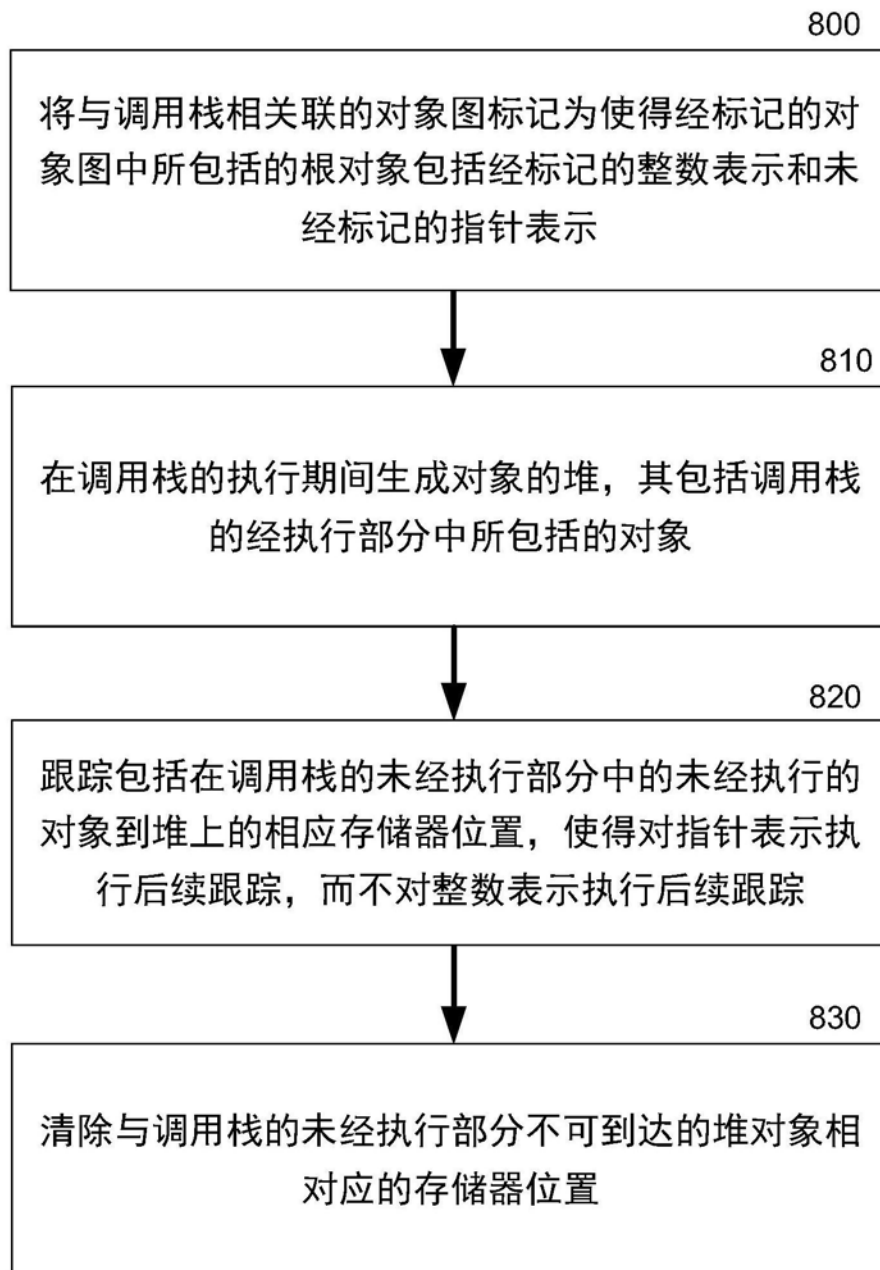 800
将与调用栈相关联的对象图标记为使得经标记的对
象图中所包括的根对象包括经标记的整数表示和未
经标记的指针表示
810
在调用栈的执行期间生成对象的堆，其包括调用栈
的经执行部分中所包括的对象
820
跟踪包括在调用栈的未经执行部分中的未经执行的
对象到堆上的相应存储器位置，使得对指针表示执
行后续跟踪，而不对整数表示执行后续跟踪
830
清除与调用栈的未经执行部分不可到达的堆对象相
对应的存储器位置